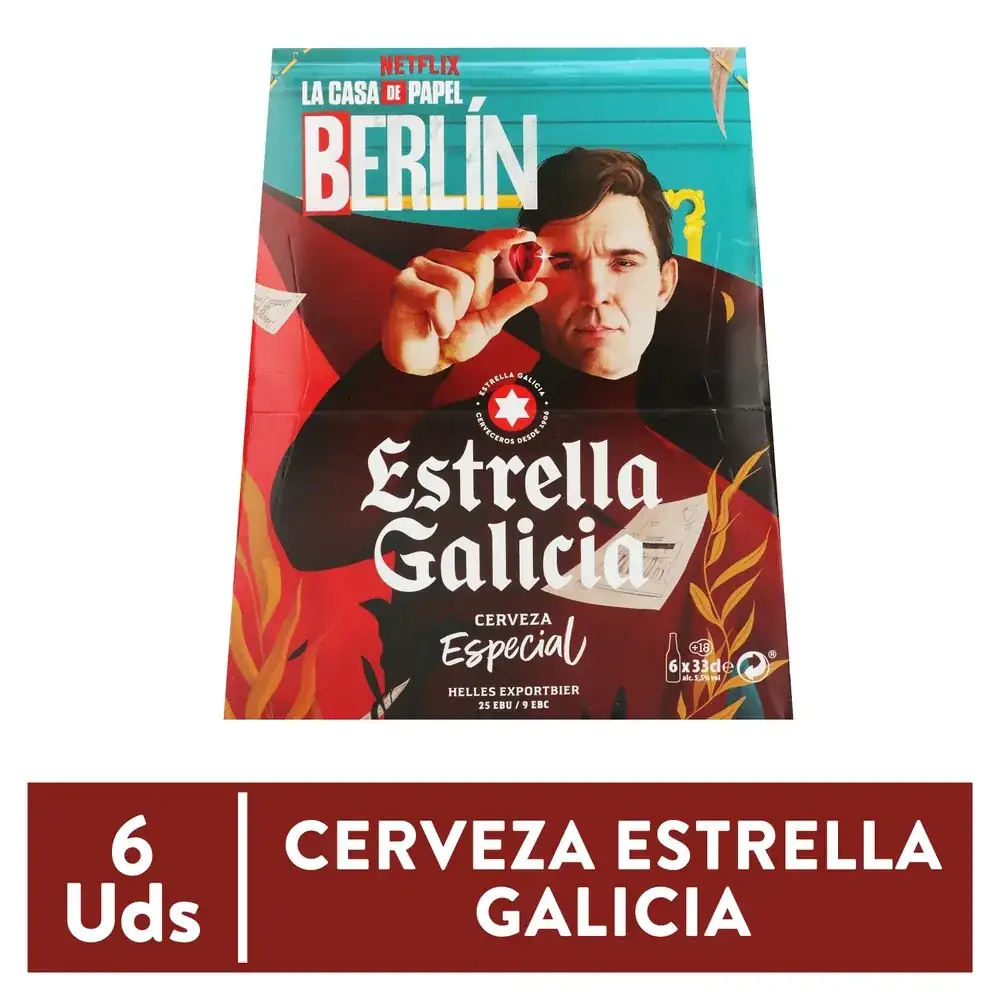 NETFLIX
LA CASA DE PAPEL
BERLÍN
ESTRELLA GALICIA
CERVECEROS DESDE 1906
Estrella
Galicia
CERVEZA
Especial
HELLES EXPORTBIER
25 EBU / 9 EBC
+18
6 x 33cl e
alc. 5,5% vol
®
6
Uds
CERVEZA ESTRELLA
GALICIA